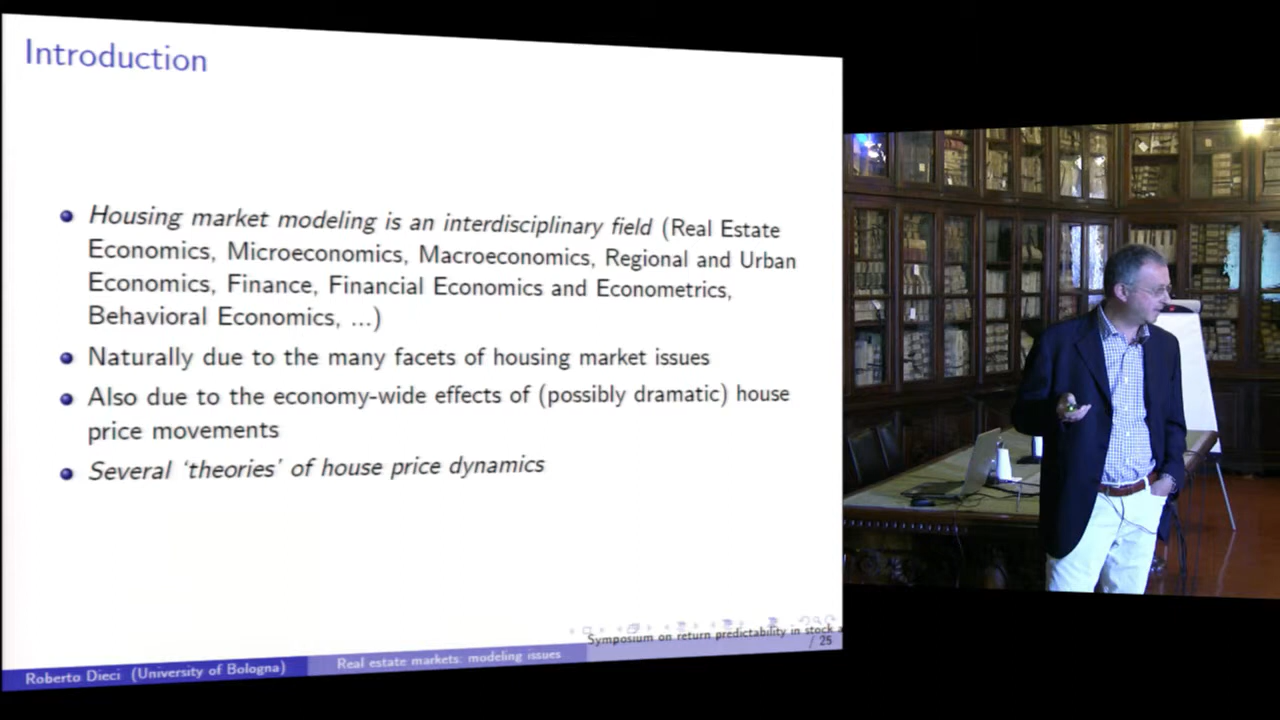 Introduction
Housing market modeling is an interdisciplinary field (Real Estate
Economics, Microeconomics, Macroeconomics, Regional and Urban
Economics, Finance, Financial Economics and Econometrics,
Behavioral Economics, ...)
Naturally due to the many facets of housing market issues
Also due to the economy-wide effects of (possibly dramatic) house
price movements
Several ‘theories’ of house price dynamics
Symposium on return predictability in stock a
/ 25
Roberto Dieci (University of Bologna)
Real estate markets: modeling issues